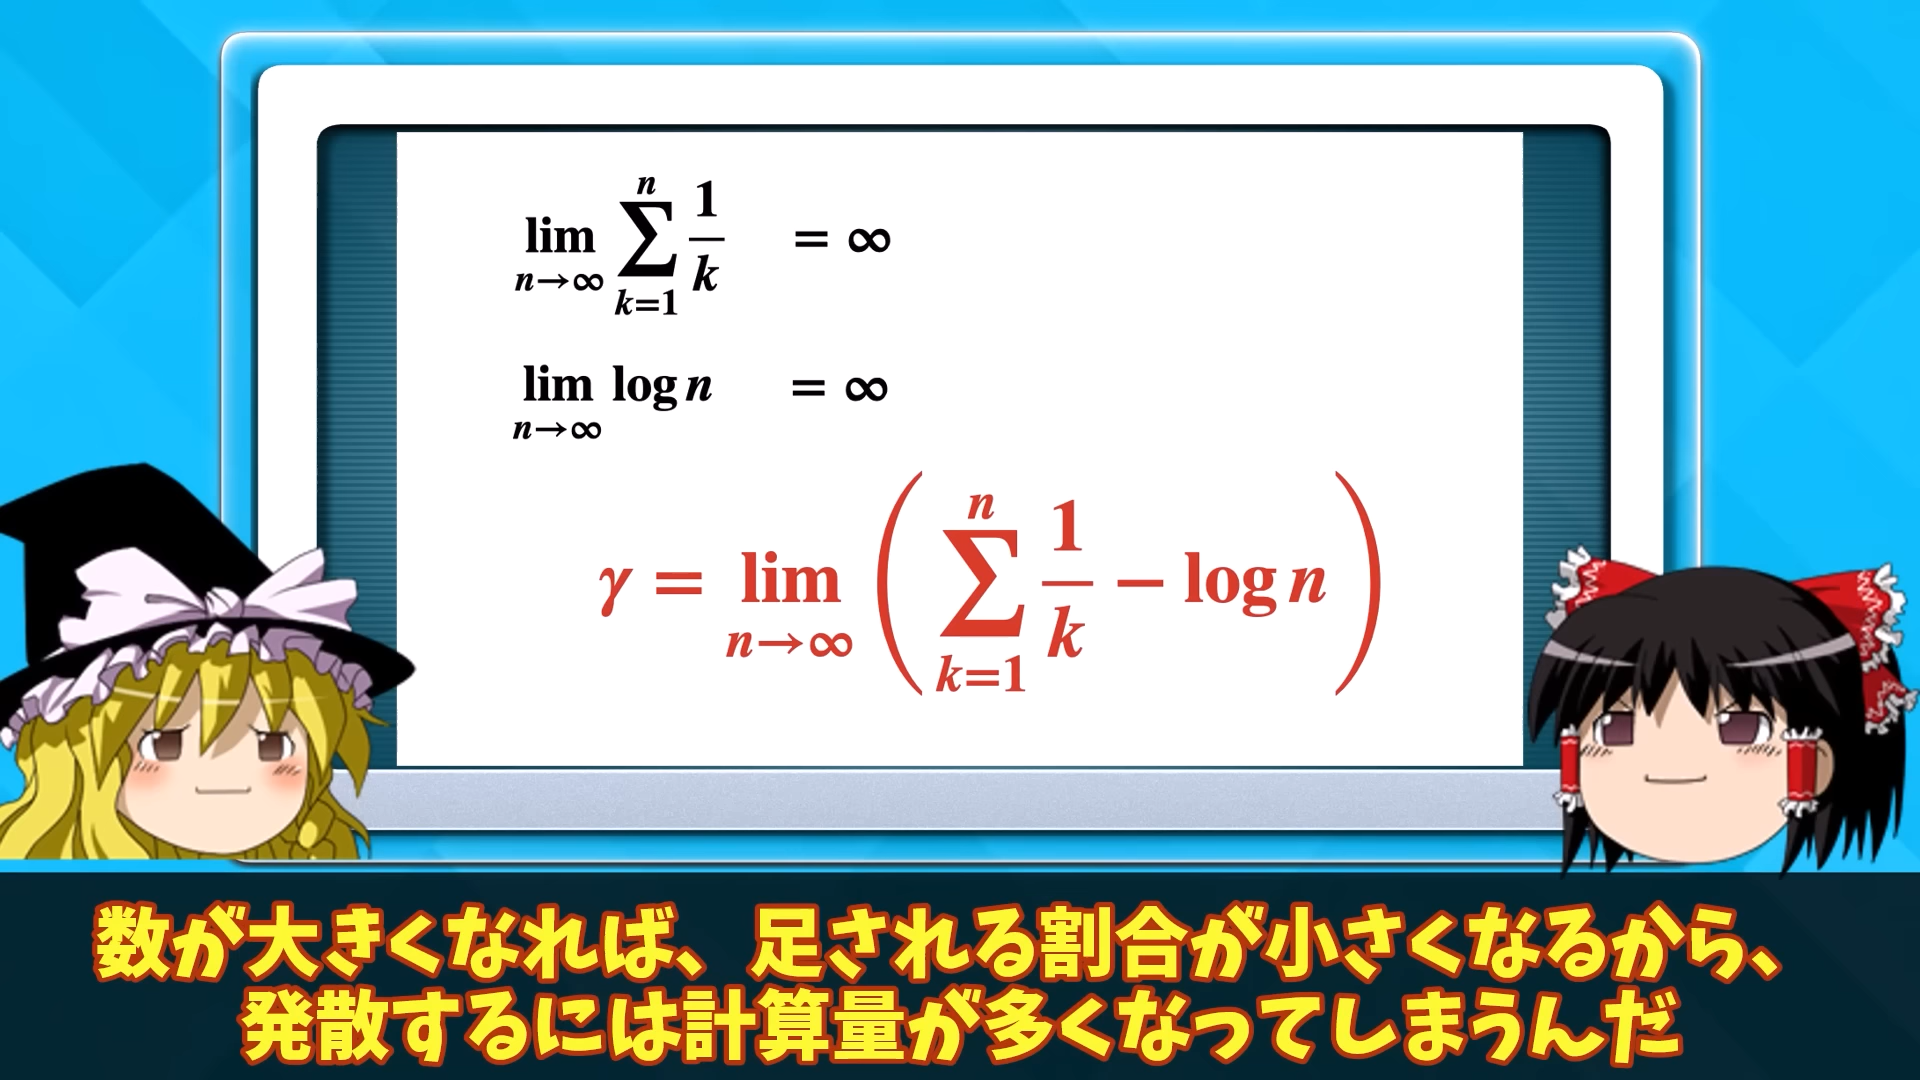 lim_{n→∞} ∑_{k=1}^{n} 1/k = ∞
lim_{n→∞} log n = ∞
γ = lim_{n→∞} ( ∑_{k=1}^{n} 1/k − log n )
数が大きくなれば、足される割合が小さくなるから、
発散するには計算量が多くなってしまうんだ